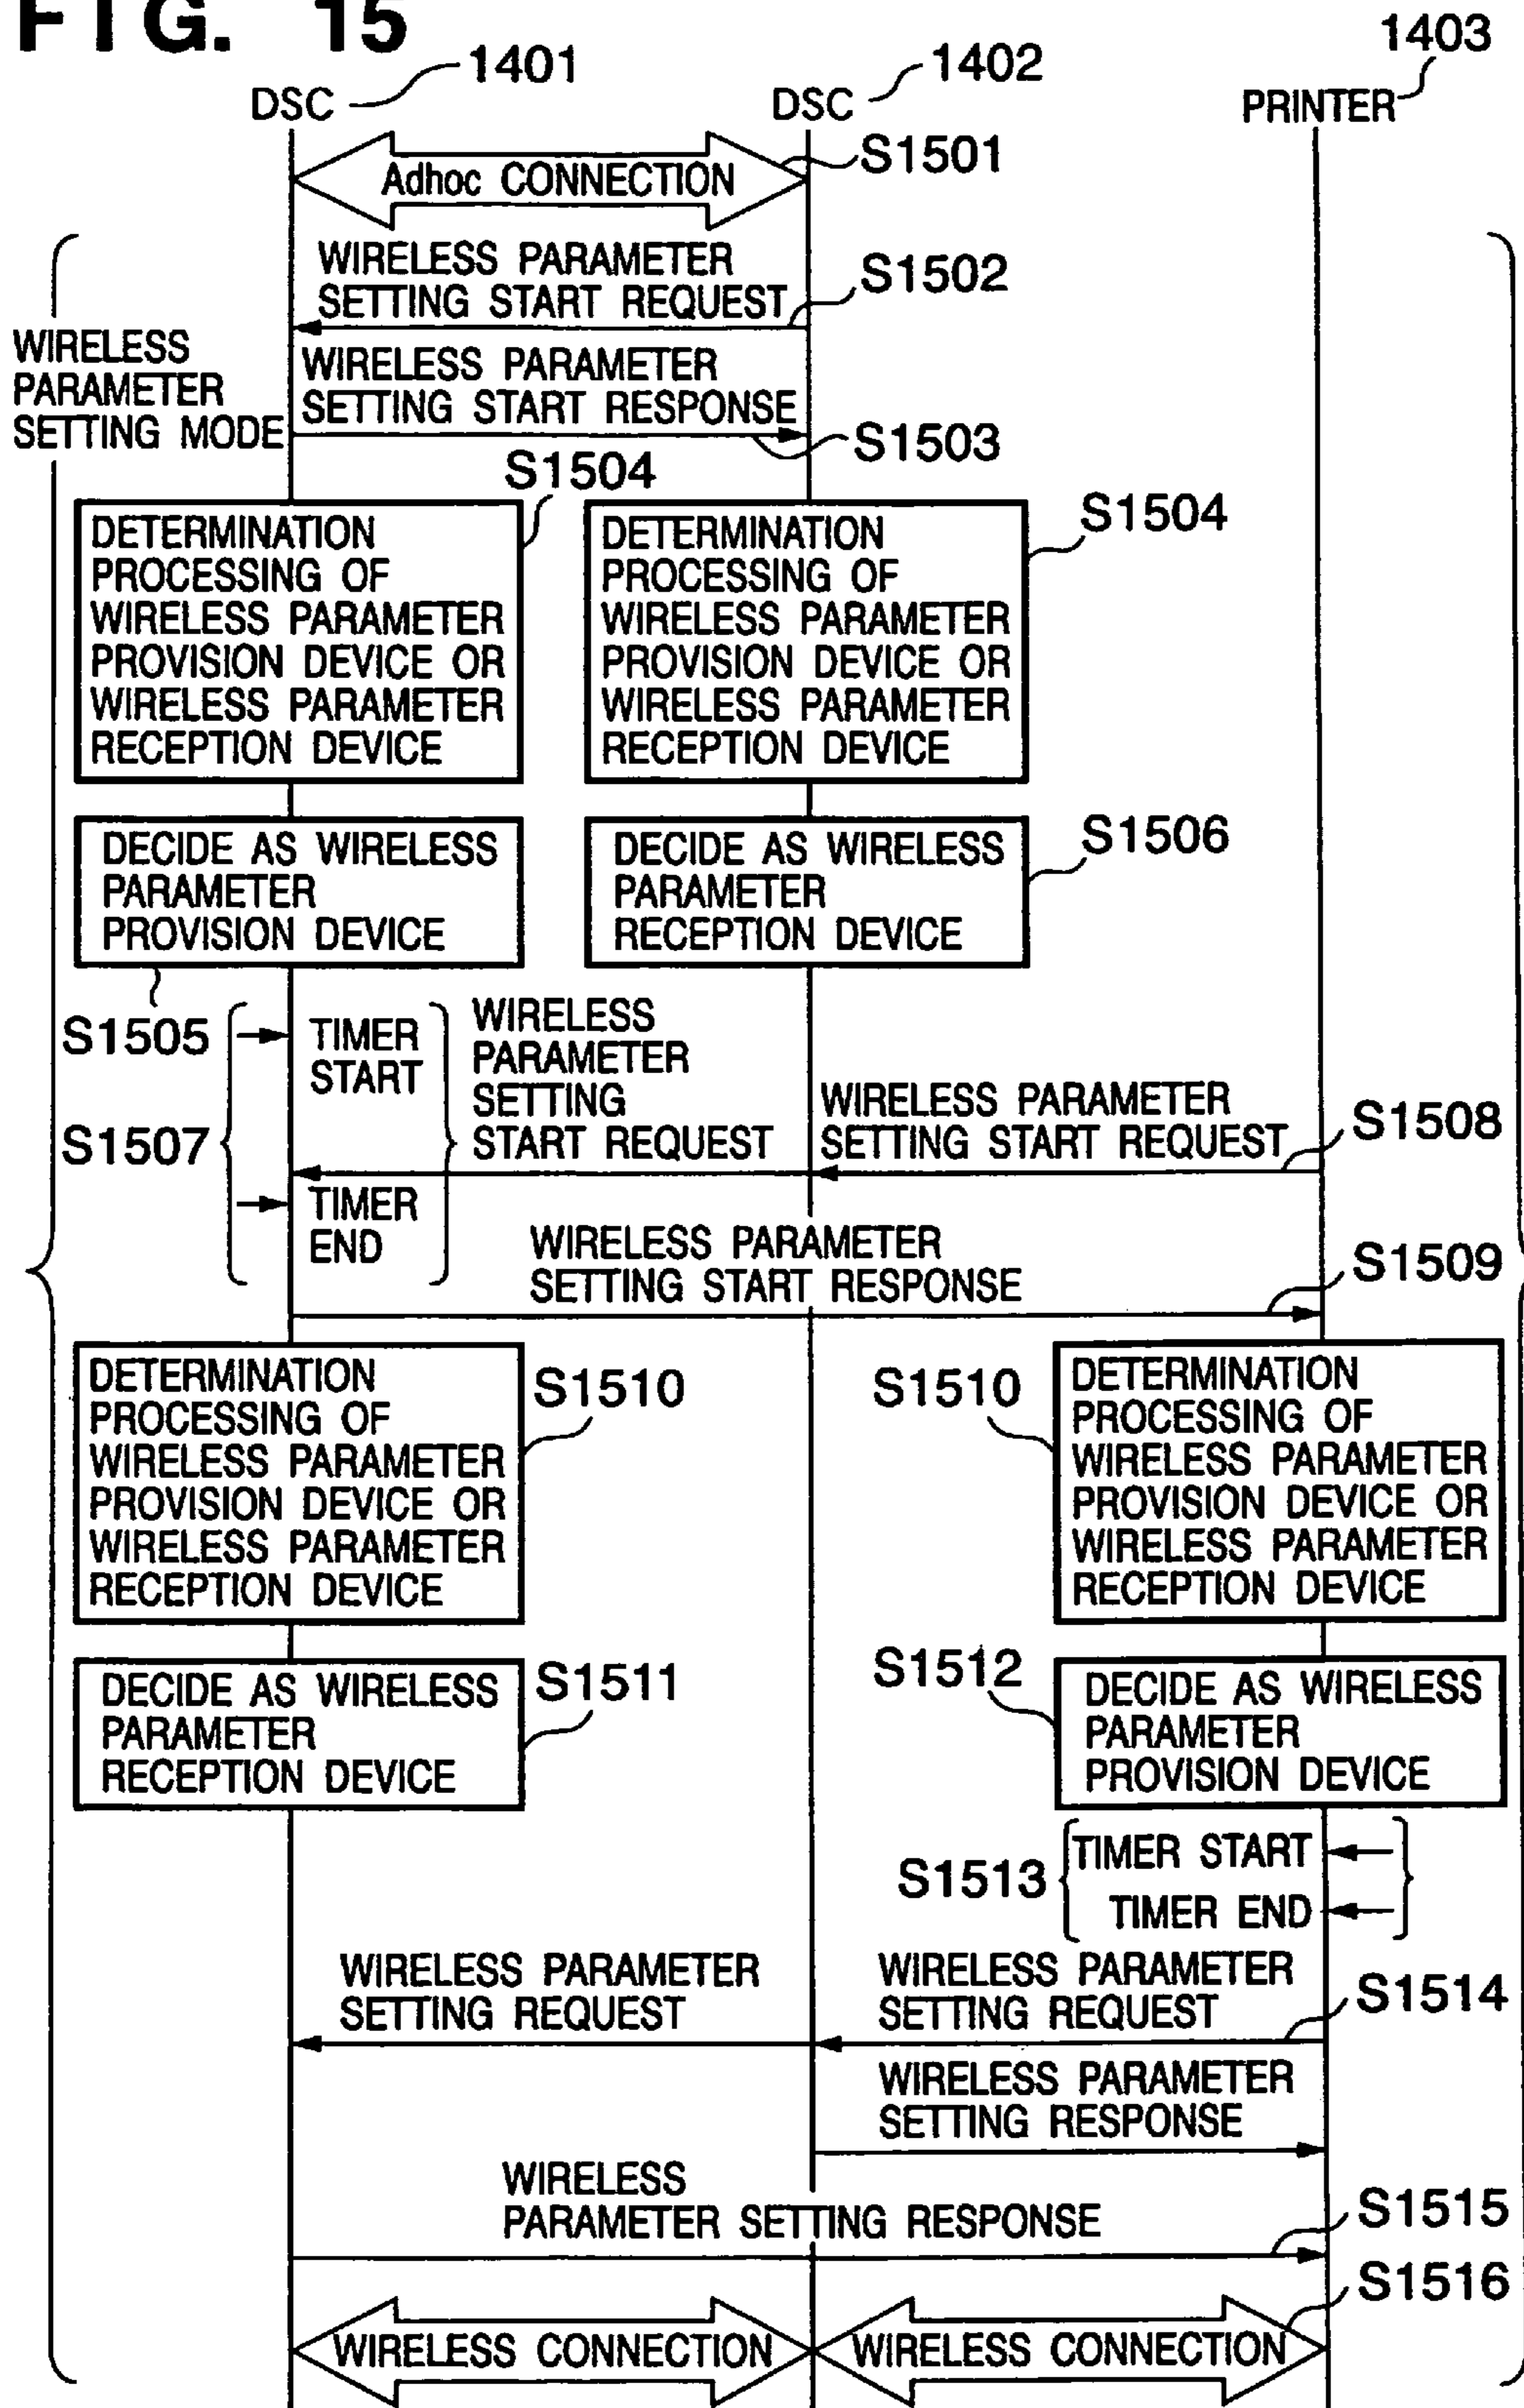 FIG. 15
1401
1402
1403
DSC
DSC
PRINTER
Adhoc CONNECTION
S1501
WIRELESS PARAMETER
SETTING START REQUEST
S1502
WIRELESS
PARAMETER
SETTING MODE
WIRELESS PARAMETER
SETTING START RESPONSE
S1503
S1504
DETERMINATION
PROCESSING OF
WIRELESS PARAMETER
PROVISION DEVICE OR
WIRELESS PARAMETER
RECEPTION DEVICE
DETERMINATION
PROCESSING OF
WIRELESS PARAMETER
PROVISION DEVICE OR
WIRELESS PARAMETER
RECEPTION DEVICE
S1504
DECIDE AS WIRELESS
PARAMETER
PROVISION DEVICE
DECIDE AS WIRELESS
PARAMETER
RECEPTION DEVICE
S1506
S1505
S1507
TIMER
START
TIMER
END
WIRELESS
PARAMETER
SETTING
START REQUEST
WIRELESS PARAMETER
SETTING START REQUEST
S1508
WIRELESS PARAMETER
SETTING START RESPONSE
S1509
DETERMINATION
PROCESSING OF
WIRELESS PARAMETER
PROVISION DEVICE OR
WIRELESS PARAMETER
RECEPTION DEVICE
S1510
S1510
DETERMINATION
PROCESSING OF
WIRELESS PARAMETER
PROVISION DEVICE OR
WIRELESS PARAMETER
RECEPTION DEVICE
DECIDE AS WIRELESS
PARAMETER
RECEPTION DEVICE
S1511
S1512
DECIDE AS WIRELESS
PARAMETER
PROVISION DEVICE
S1513
TIMER START
TIMER END
WIRELESS PARAMETER
SETTING REQUEST
WIRELESS PARAMETER
SETTING REQUEST
S1514
WIRELESS PARAMETER
SETTING RESPONSE
WIRELESS
PARAMETER SETTING RESPONSE
S1515
S1516
WIRELESS CONNECTION
WIRELESS CONNECTION